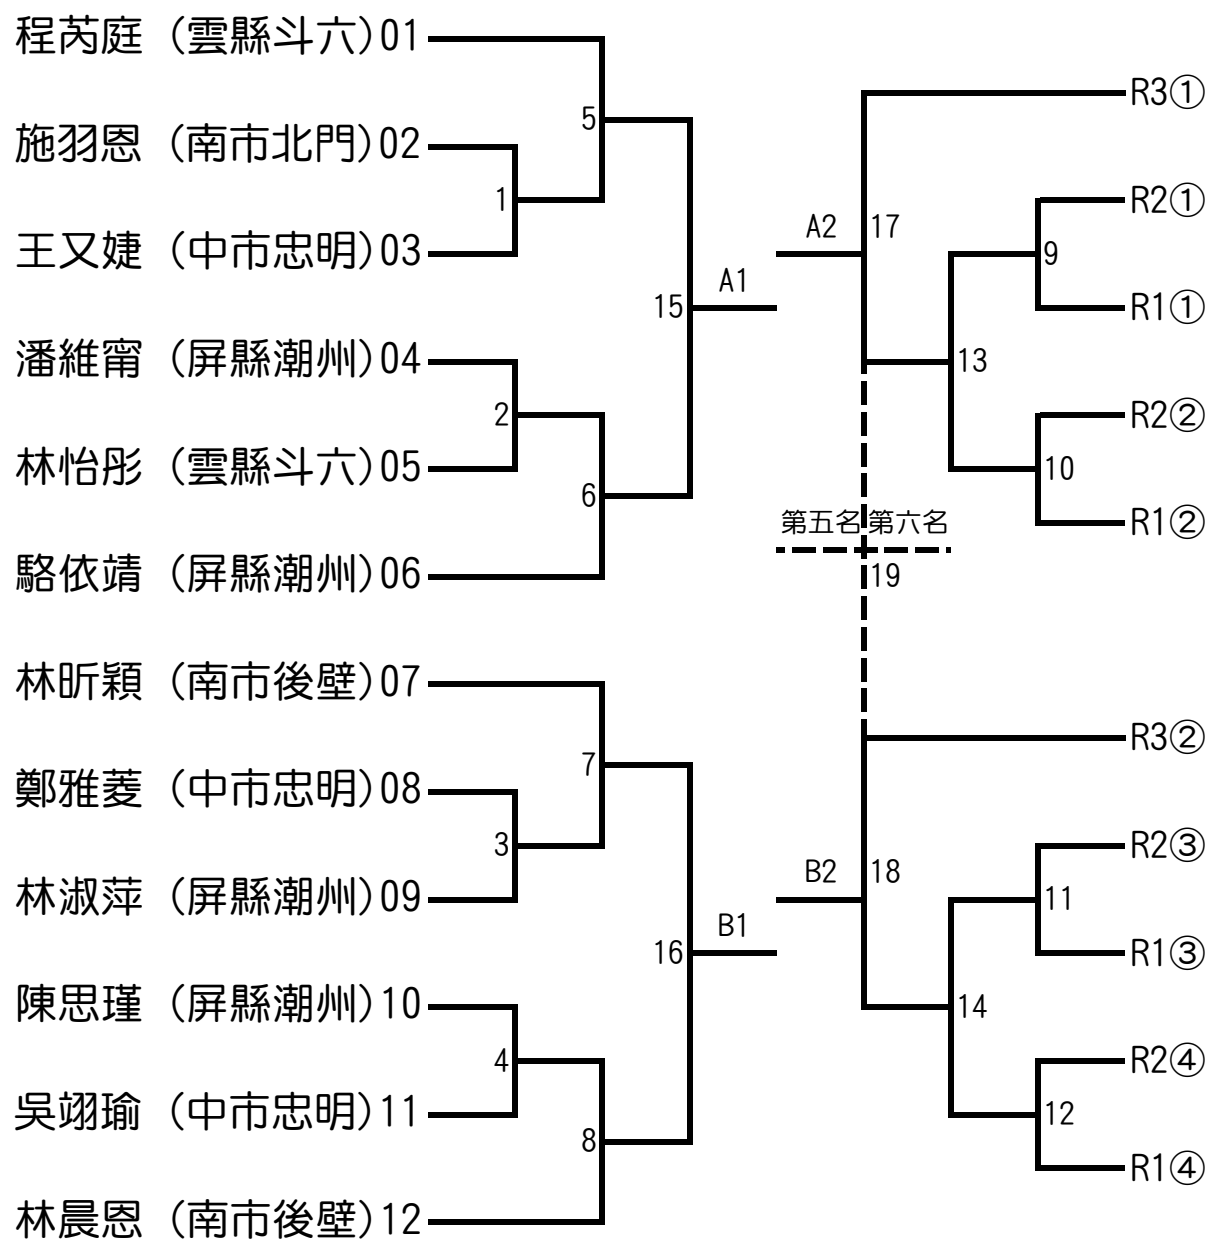 程芮庭 (雲縣斗六)01
施羽恩 (南市北門)02
王又婕 (中市忠明)03
潘維甯 (屏縣潮州)04
林怡彤 (雲縣斗六)05
駱依靖 (屏縣潮州)06
林昕穎 (南市後壁)07
鄭雅菱 (中市忠明)08
林淑萍 (屏縣潮州)09
陳思瑾 (屏縣潮州)10
吳翊瑜 (中市忠明)11
林晨恩 (南市後壁)12
1
2
3
4
5
6
7
8
15
16
A1
B1
A2
B2
17
第五名 第六名
19
18
13
14
9
10
11
12
R3①
R2①
R1①
R2②
R1②
R3②
R2③
R1③
R2④
R1④